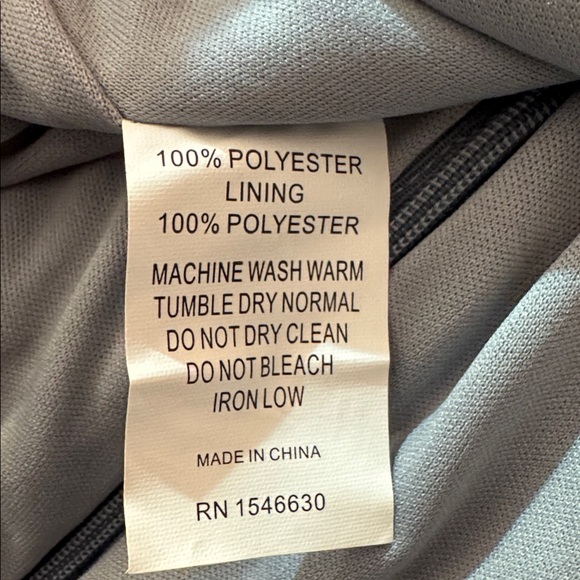 100% POLYESTER
LINING
100% POLYESTER
MACHINE WASH WARM
TUMBLE DRY NORMAL
DO NOT DRY CLEAN
DO NOT BLEACH
IRON LOW
MADE IN CHINA
RN 1546630